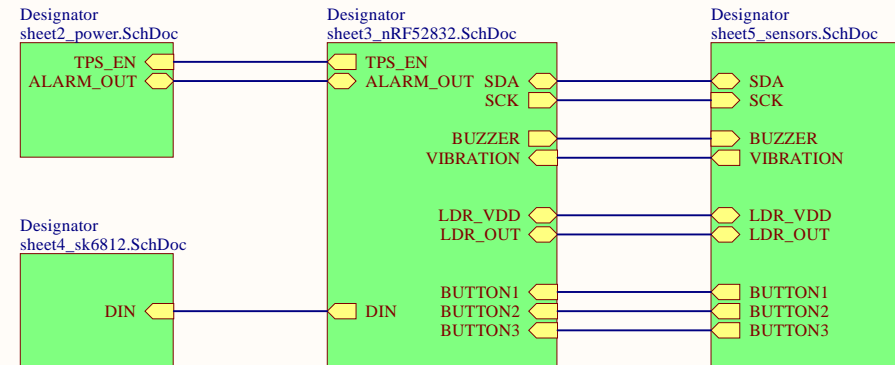 Designator
sheet2_power.SchDoc
TPS_EN
ALARM_OUT
Designator
sheet4_sk6812.SchDoc
DIN
Designator
sheet3_nRF52832.SchDoc
TPS_EN
ALARM_OUT SDA
SCK
BUZZER
VIBRATION
LDR_VDD
LDR_OUT
BUTTON1
DIN BUTTON2
BUTTON3
Designator
sheet5_sensors.SchDoc
SDA
SCK
BUZZER
VIBRATION
LDR_VDD
LDR_OUT
BUTTON1
BUTTON2
BUTTON3